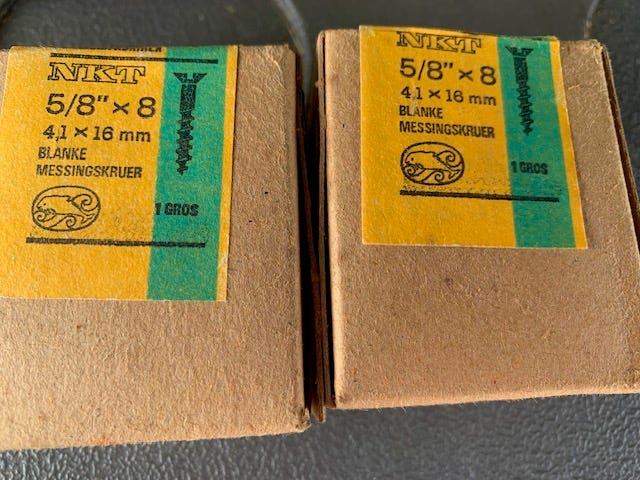 NKT
5/8" × 8
4,1 × 16 mm
BLANKE
MESSINGSKRUER
1 GROS
NKT
5/8" × 8
4,1 × 16 mm
BLANKE
MESSINGSKRUER
1 GROS